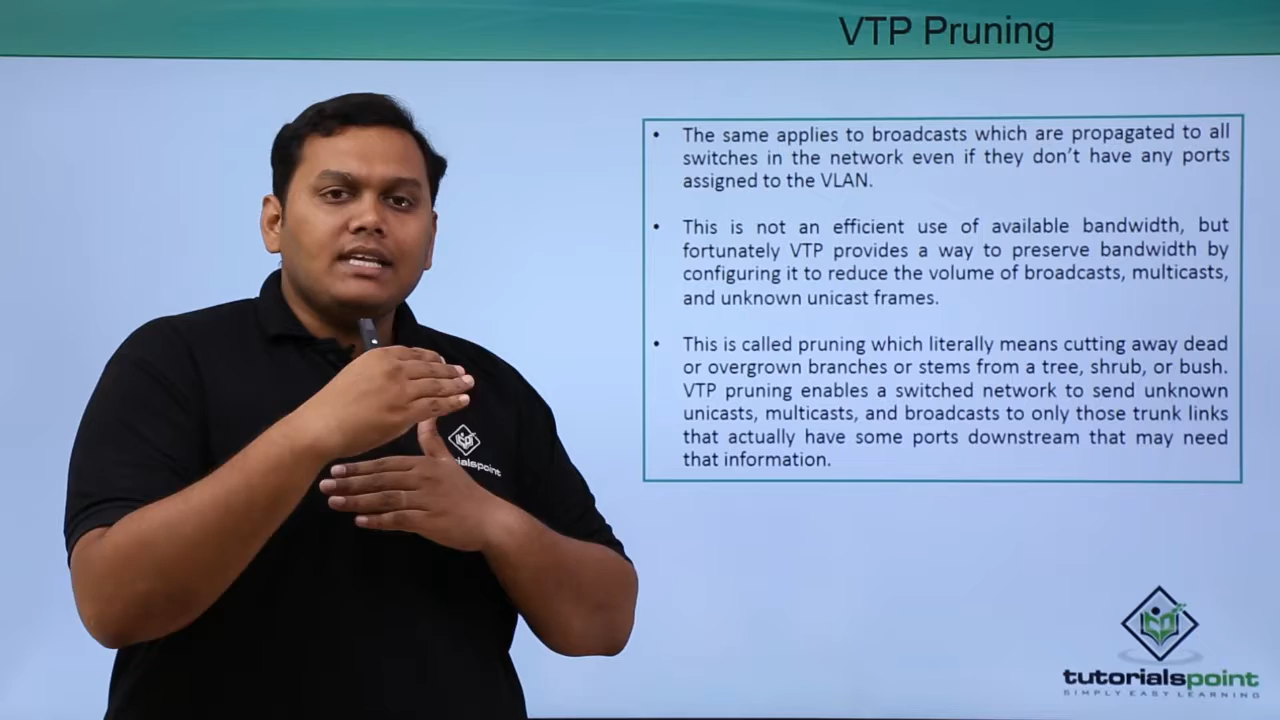 VTP Pruning
• The same applies to broadcasts which are propagated to all
switches in the network even if they don't have any ports
assigned to the VLAN.
• This is not an efficient use of available bandwidth, but
fortunately VTP provides a way to preserve bandwidth by
configuring it to reduce the volume of broadcasts, multicasts,
and unknown unicast frames.
• This is called pruning which literally means cutting away dead
or overgrown branches or stems from a tree, shrub, or bush.
VTP pruning enables a switched network to send unknown
unicasts, multicasts, and broadcasts to only those trunk links
that actually have some ports downstream that may need
that information.
tutorialspoint
SIMPLY EASY LEARNING